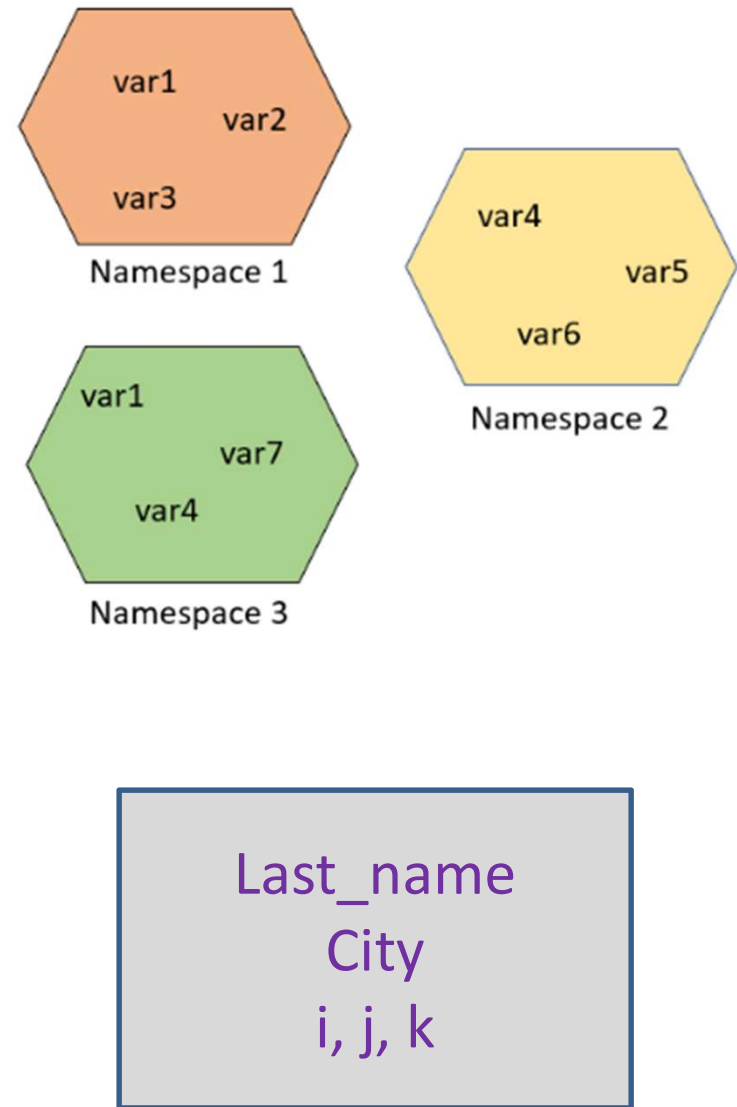 var1
var2
var3
Namespace 1
var4
var5
var6
Namespace 2
var1
var7
var4
Namespace 3
Last_name
City
i, j, k